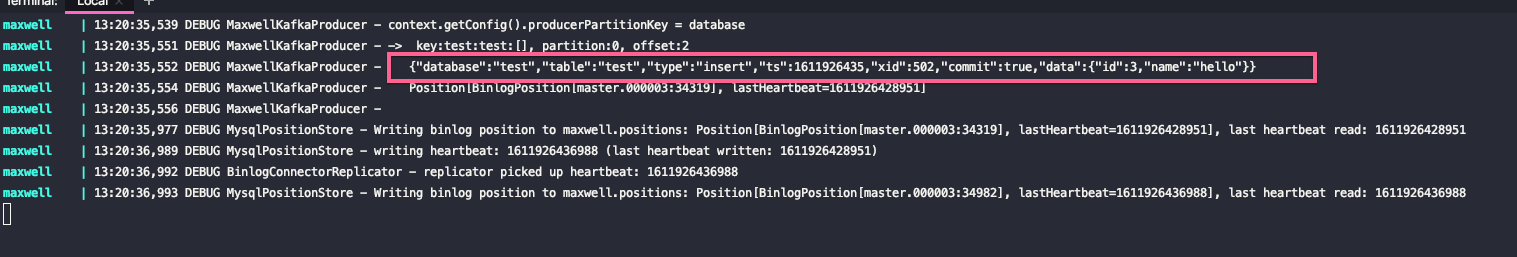 Terminal: Local × +
maxwell | 13:20:35,539 DEBUG MaxwellKafkaProducer - context.getConfig().producerPartitionKey = database
maxwell | 13:20:35,551 DEBUG MaxwellKafkaProducer - -> key:test:test:[], partition:0, offset:2
maxwell | 13:20:35,552 DEBUG MaxwellKafkaProducer - {"database":"test","table":"test","type":"insert","ts":1611926435,"xid":502,"commit":true,"data":{"id":3,"name":"hello"}}
maxwell | 13:20:35,554 DEBUG MaxwellKafkaProducer - Position[BinlogPosition[master.000003:34319], lastHeartbeat=1611926428951]
maxwell | 13:20:35,556 DEBUG MaxwellKafkaProducer -
maxwell | 13:20:35,977 DEBUG MysqlPositionStore - Writing binlog position to maxwell.positions: Position[BinlogPosition[master.000003:34319], lastHeartbeat=1611926428951], last heartbeat read: 1611926428951
maxwell | 13:20:36,989 DEBUG MysqlPositionStore - writing heartbeat: 1611926436988 (last heartbeat written: 1611926428951)
maxwell | 13:20:36,992 DEBUG BinlogConnectorReplicator - replicator picked up heartbeat: 1611926436988
maxwell | 13:20:36,993 DEBUG MysqlPositionStore - Writing binlog position to maxwell.positions: Position[BinlogPosition[master.000003:34982], lastHeartbeat=1611926436988], last heartbeat read: 1611926436988